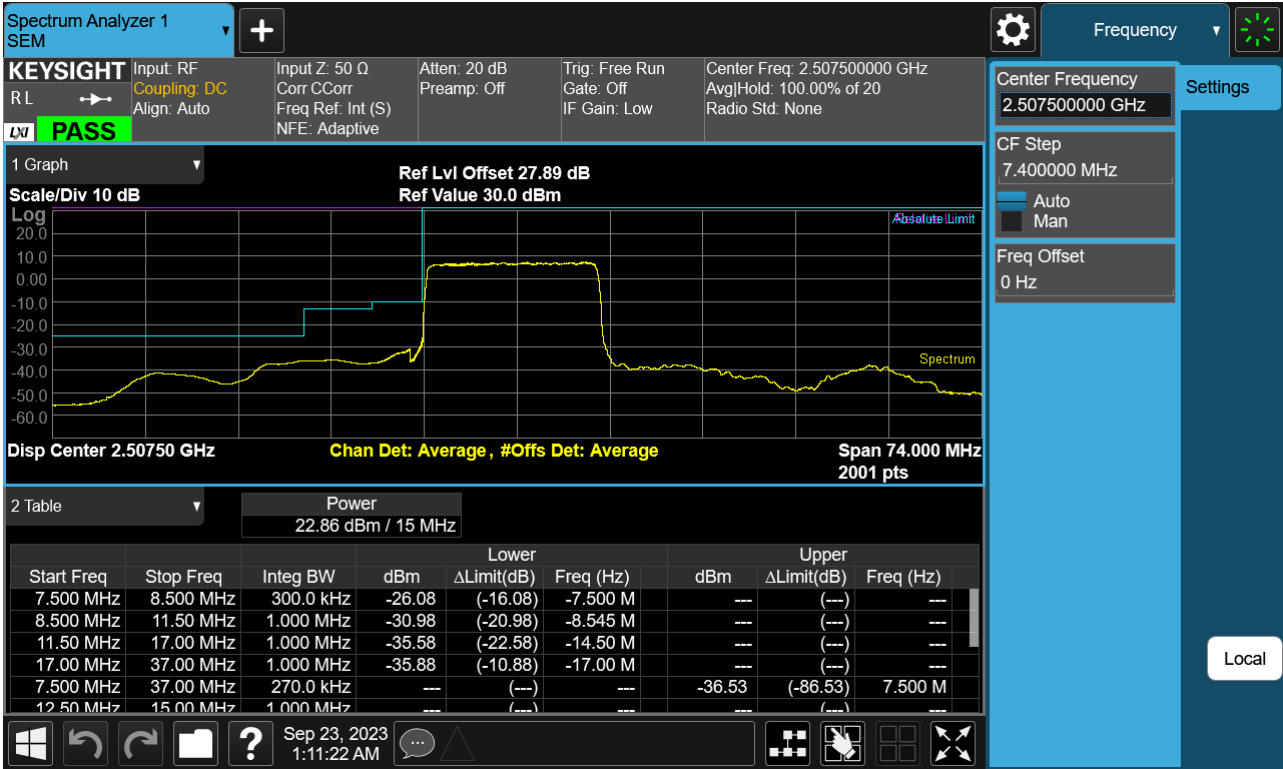 Spectrum Analyzer 1
SEM
+
Frequency
KEYSIGHT
RL
LXI PASS
Input: RF
Coupling: DC
Align: Auto
Input Z: 50 Ω
Corr CCorr
Freq Ref: Int (S)
NFE: Adaptive
Atten: 20 dB
Preamp: Off
Trig: Free Run
Gate: Off
IF Gain: Low
Center Freq: 2.507500000 GHz
Avg|Hold: 100.00% of 20
Radio Std: None
Center Frequency
2.507500000 GHz
Settings
CF Step
7.400000 MHz
Auto
Man
Freq Offset
0 Hz
1 Graph
Scale/Div 10 dB
Ref Lvl Offset 27.89 dB
Ref Value 30.0 dBm
Log
Absolute Limit
20.0
10.0
0.00
-10.0
-20.0
-30.0
Spectrum
-40.0
-50.0
-60.0
Disp Center 2.50750 GHz
Chan Det: Average , #Offs Det: Average
Span 74.000 MHz
2001 pts
2 Table
Power
22.86 dBm / 15 MHz
Lower Upper
Start Freq Stop Freq Integ BW dBm ΔLimit(dB) Freq (Hz) dBm ΔLimit(dB) Freq (Hz)
7.500 MHz 8.500 MHz 300.0 kHz -26.08 (-16.08) -7.500 M --- (---) ---
8.500 MHz 11.50 MHz 1.000 MHz -30.98 (-20.98) -8.545 M --- (---) ---
11.50 MHz 17.00 MHz 1.000 MHz -35.58 (-22.58) -14.50 M --- (---) ---
17.00 MHz 37.00 MHz 1.000 MHz -35.88 (-10.88) -17.00 M --- (---) ---
7.500 MHz 37.00 MHz 270.0 kHz --- (---) --- -36.53 (-86.53) 7.500 M
12.50 MHz 15.00 MHz 1.000 MHz --- (---) --- --- (---) ---
Local
?
Sep 23, 2023
1:11:22 AM